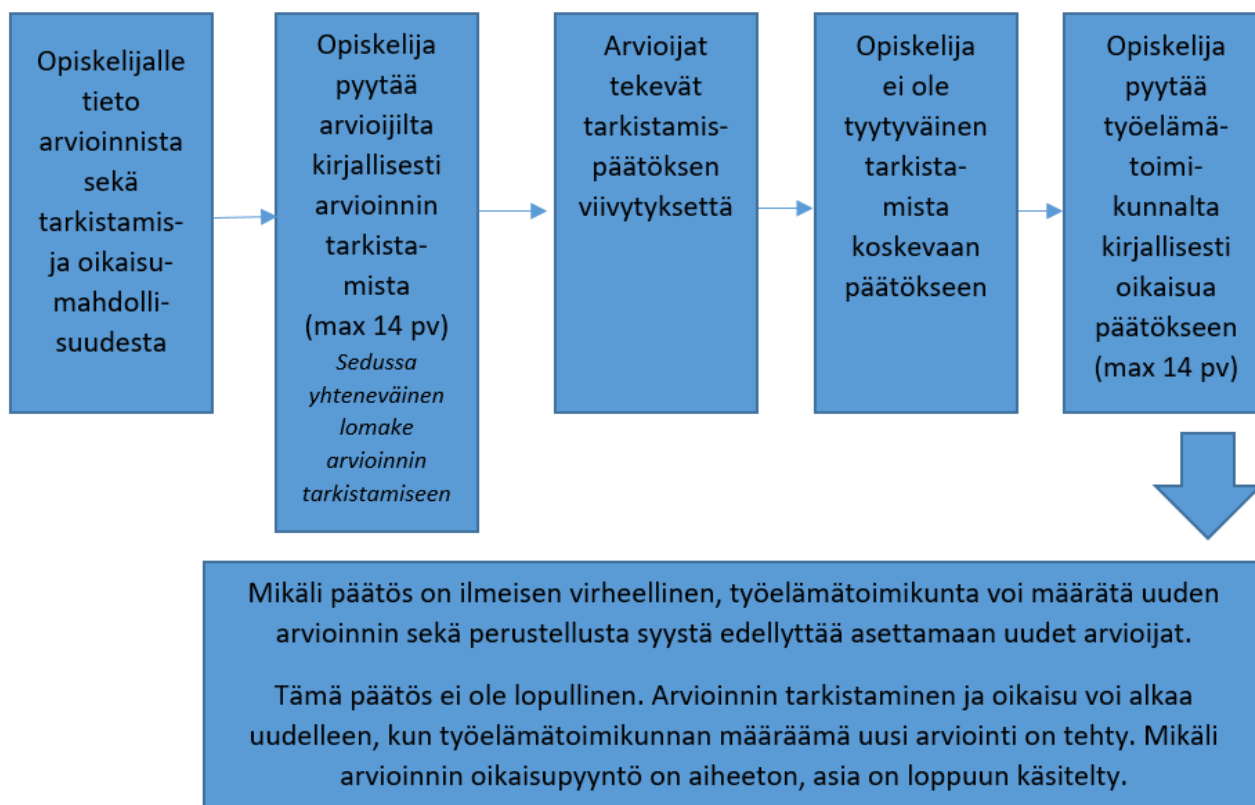 Opiskelijalle
tieto
arvioinnista
sekä
tarkistamis-
ja oikaisu-
mahdolli-
suudesta
Opiskelija
pyytää
arvioijilta
kirjallisesti
arvioinnin
tarkista-
mista
(max 14 pv)
Sedussa
yhteneväinen
lomake
arvioinnin
tarkistamiseen
Arvioijat
tekevät
tarkistamis-
päätöksen
viivytyksettä
Opiskelija
ei ole
tyytyväinen
tarkista-
mista
koskevaan
päätökseen
Opiskelija
pyytää
työelämä-
toimi-
kunnalta
kirjallisesti
oikaisua
päätökseen
(max 14 pv)
Mikäli päätös on ilmeisen virheellinen, työelämätoimikunta voi määrätä uuden
arvioinnin sekä perustellusta syystä edellyttää asettamaan uudet arvioijat.
Tämä päätös ei ole lopullinen. Arvioinnin tarkistaminen ja oikaisu voi alkaa
uudelleen, kun työelämätoimikunnan määräämä uusi arviointi on tehty. Mikäli
arvioinnin oikaisupyyntö on aiheeton, asia on loppuun käsitelty.